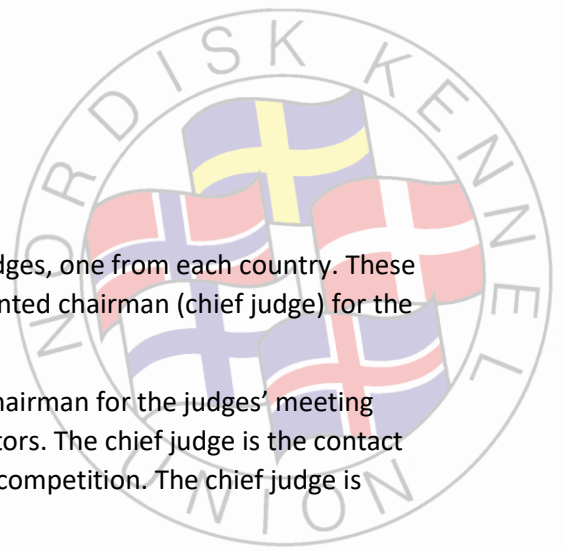 NORDISK KENNEL
UNION
dges, one from each country. These
nted chairman (chief judge) for the
hairman for the judges’ meeting
tors. The chief judge is the contact
competition. The chief judge is